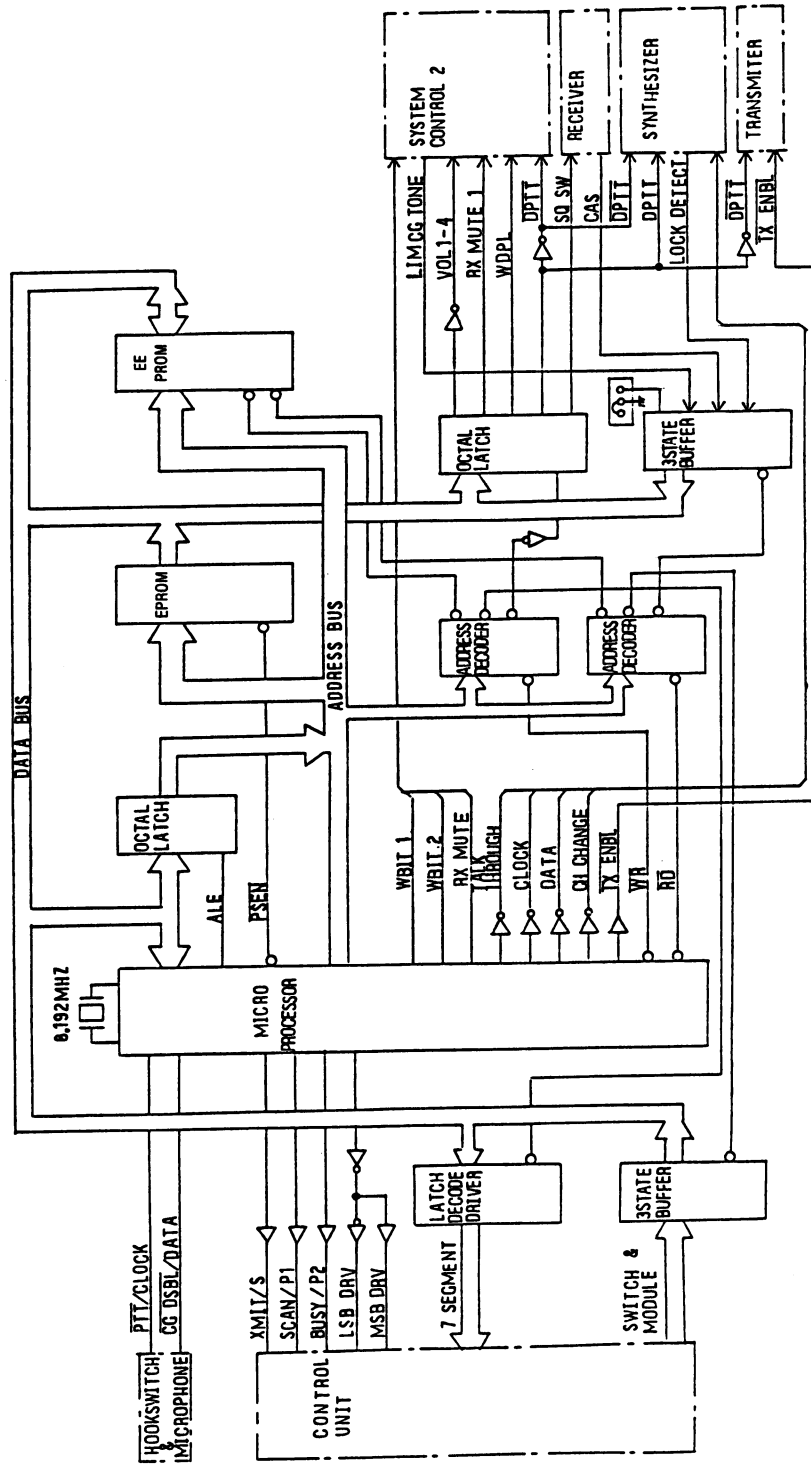 DATA BUS
8.192MHZ
HOOKSWITCH
&
MICROPHONE
PTT/CLOCK
CG DSBL/DATA
MICRO
PROCESSOR
OCTAL
LATCH
ALE
PSEN
EPROM
EE
PROM
ADDRESS BUS
CONTROL
UNIT
XMIT/S
SCAN/P1
BUSY/P2
LSB DRV
MSB DRV
7 SEGMENT
LATCH
DECODE
DRIVER
SWITCH &
MODULE
3STATE
BUFFER
WBIT 1
WBIT 2
RX MUTE
TALK
THROUGH
CLOCK
DATA
CH CHANGE
TX ENBL
WR
RD
ADDRESS
DECODER
ADDRESS
DECODER
OCTAL
LATCH
3STATE
BUFFER
LIM CG TONE
VOL1-4
RX MUTE 1
WDPL
DPTT
SQ SW
CAS
DPTT
DPTT
LOCK DETECT
DPTT
TX ENBL
SYSTEM
CONTROL 2
RECEIVER
SYNTHESIZER
TRANSMITER